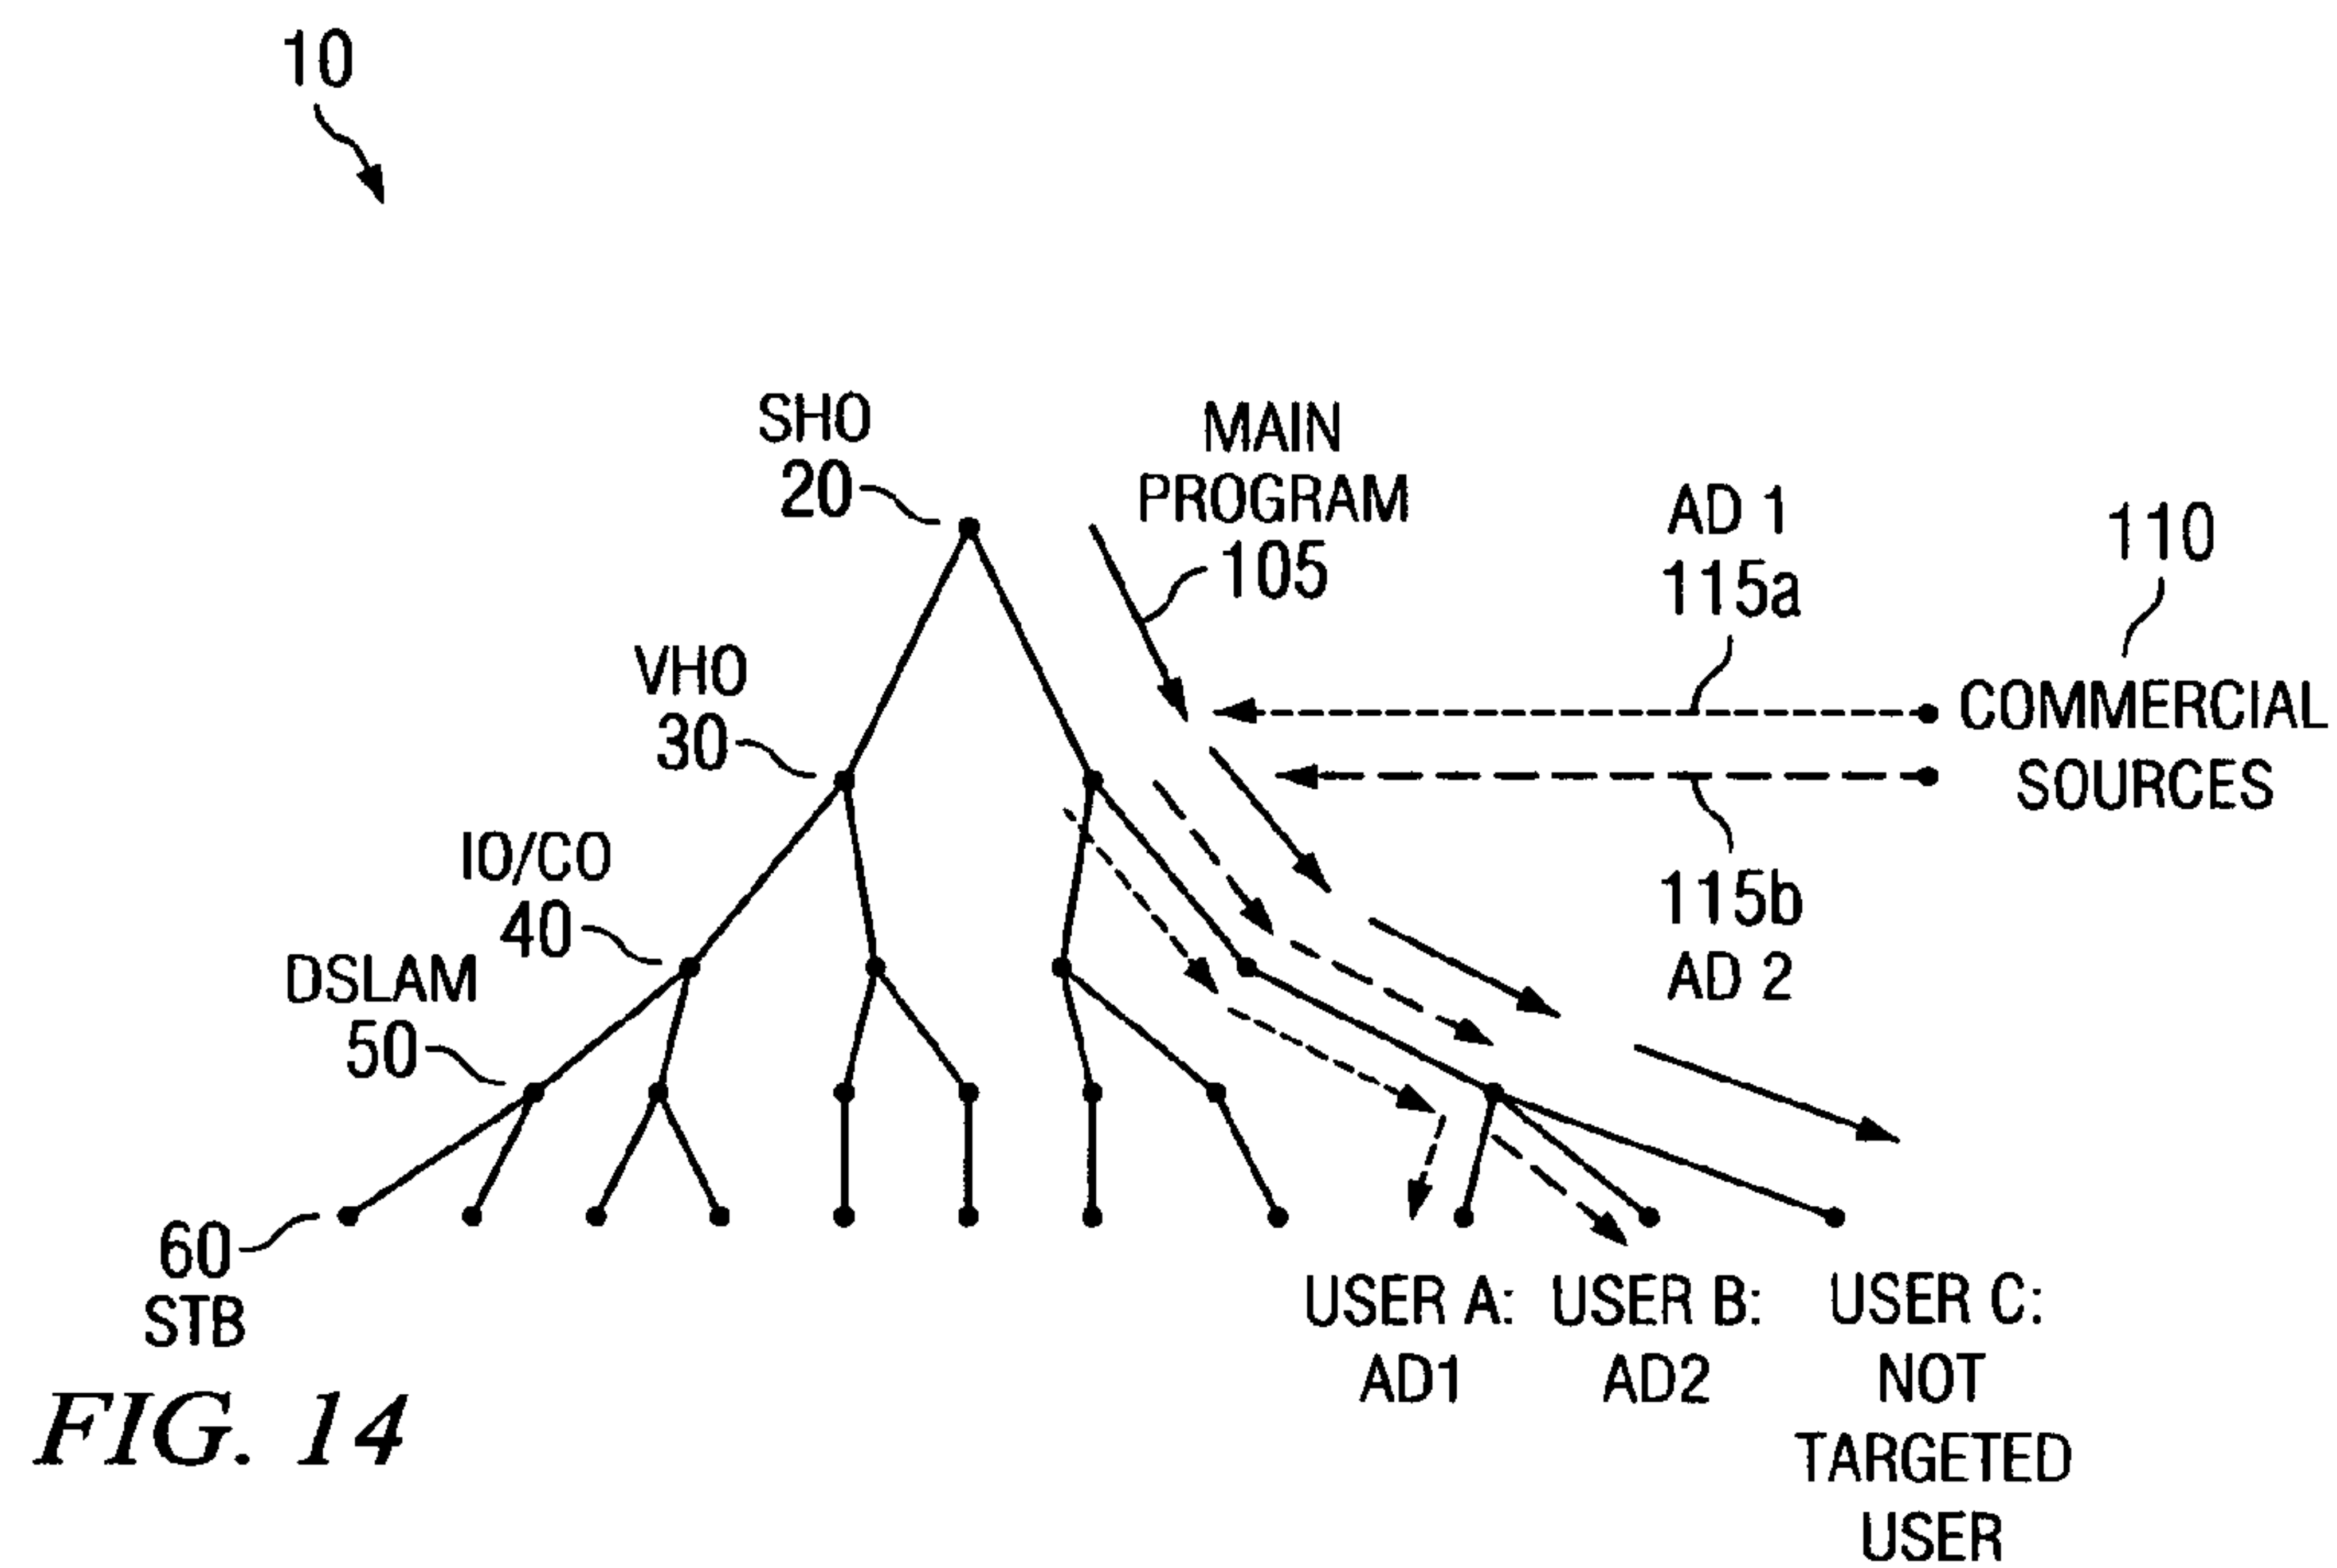 10
SHO
20
MAIN
PROGRAM
105
AD 1
115a
110
COMMERCIAL
SOURCES
VHO
30
115b
AD 2
IO/CO
40
DSLAM
50
60
STB
USER A:
AD1
USER B:
AD2
USER C:
NOT
TARGETED
USER
FIG. 14